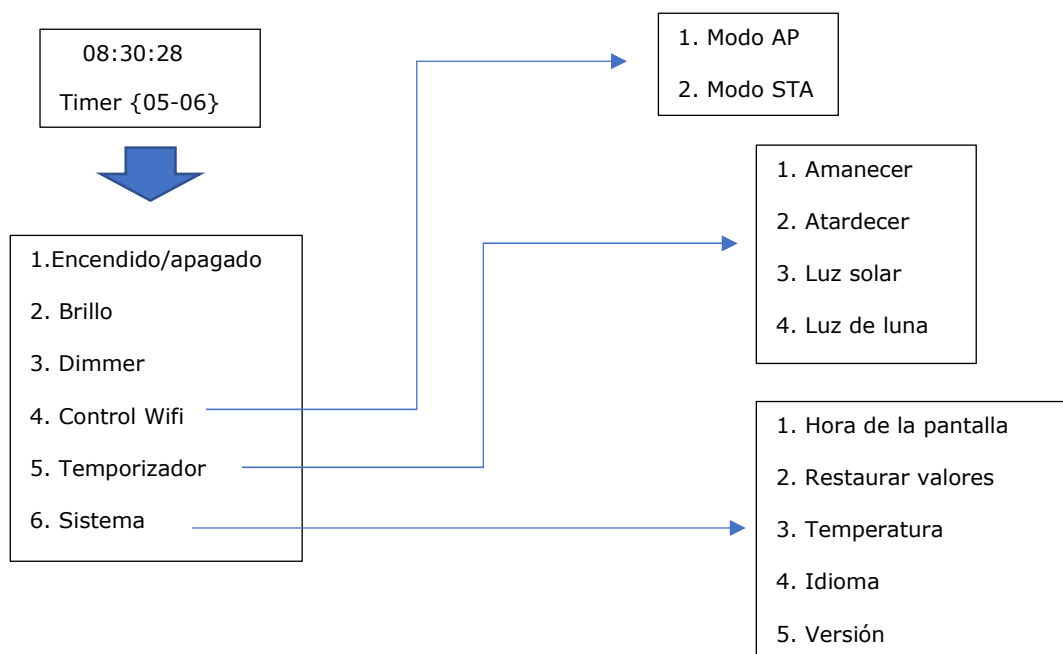 08:30:28
Timer {05-06}
1.Encendido/apagado
2. Brillo
3. Dimmer
4. Control Wifi
5. Temporizador
6. Sistema
1. Modo AP
2. Modo STA
1. Amanecer
2. Atardecer
3. Luz solar
4. Luz de luna
1. Hora de la pantalla
2. Restaurar valores
3. Temperatura
4. Idioma
5. Versión